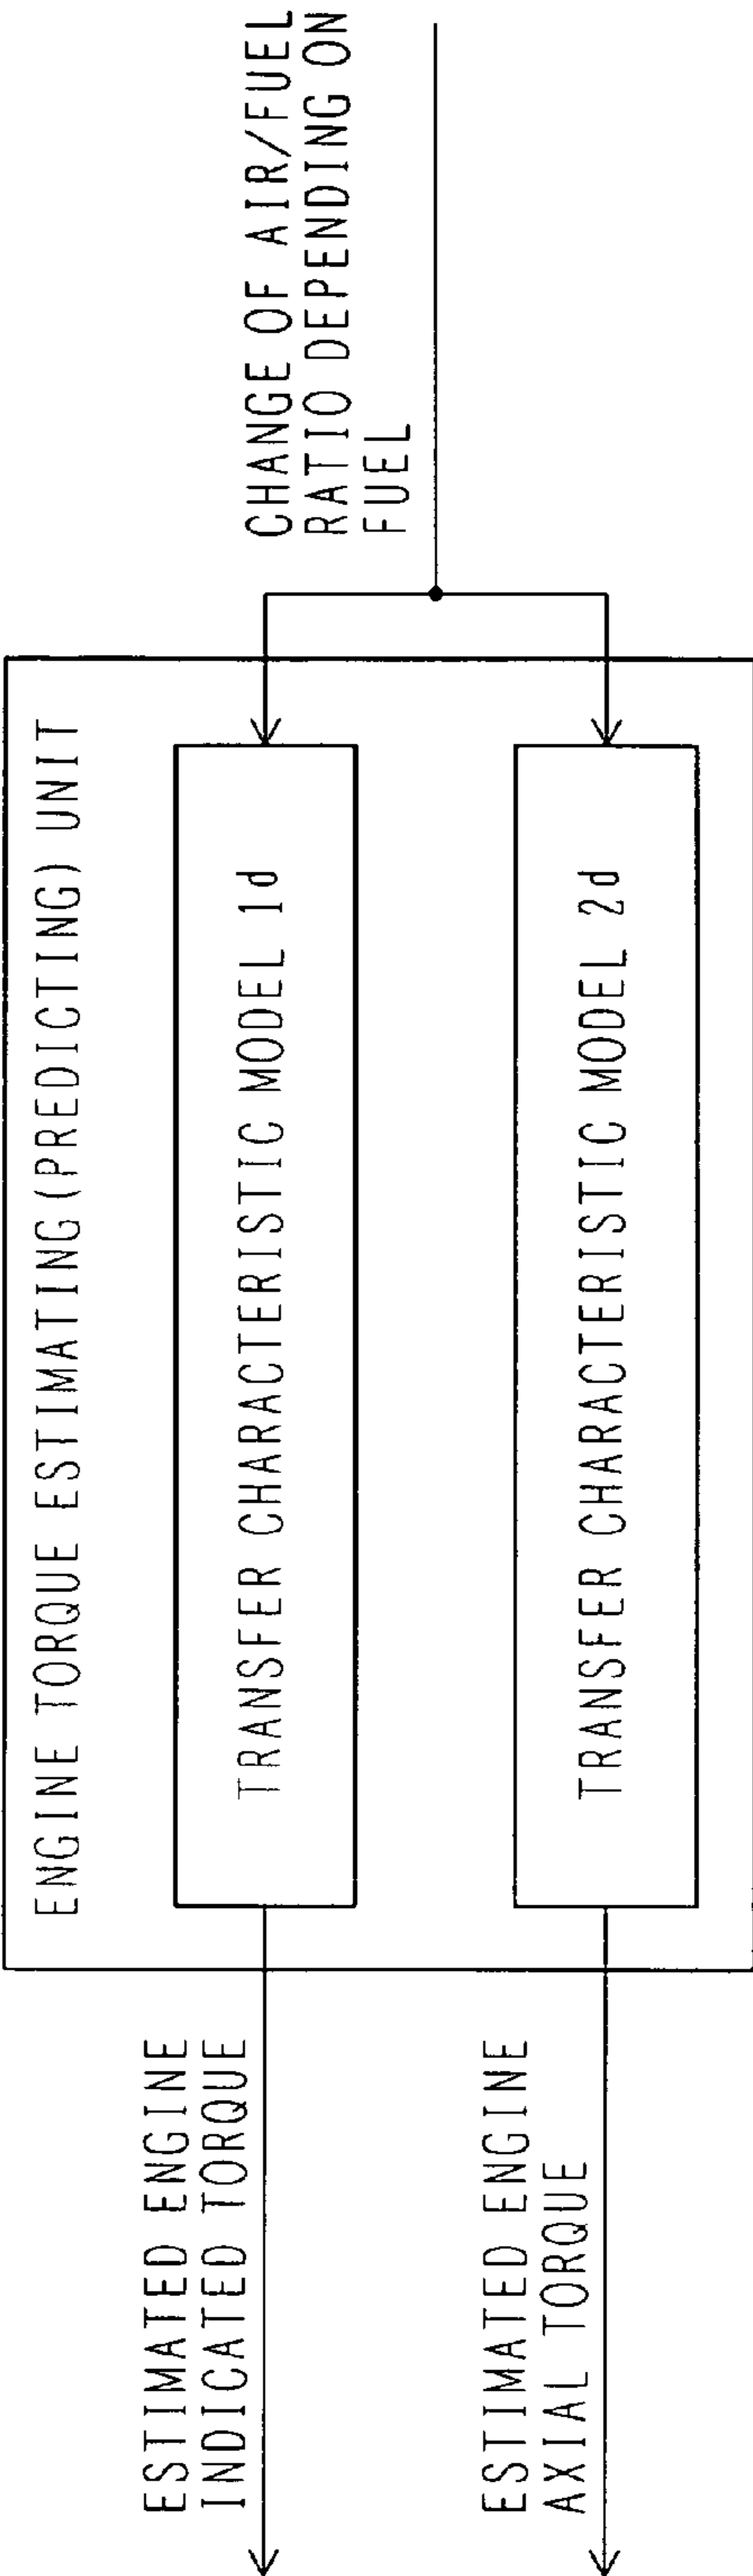 ENGINE TORQUE ESTIMATING(PREDICTING) UNIT
ESTIMATED ENGINE
INDICATED TORQUE
TRANSFER CHARACTERISTIC MODEL 1d
CHANGE OF AIR/FUEL
RATIO DEPENDING ON
FUEL
ESTIMATED ENGINE
AXIAL TORQUE
TRANSFER CHARACTERISTIC MODEL 2d